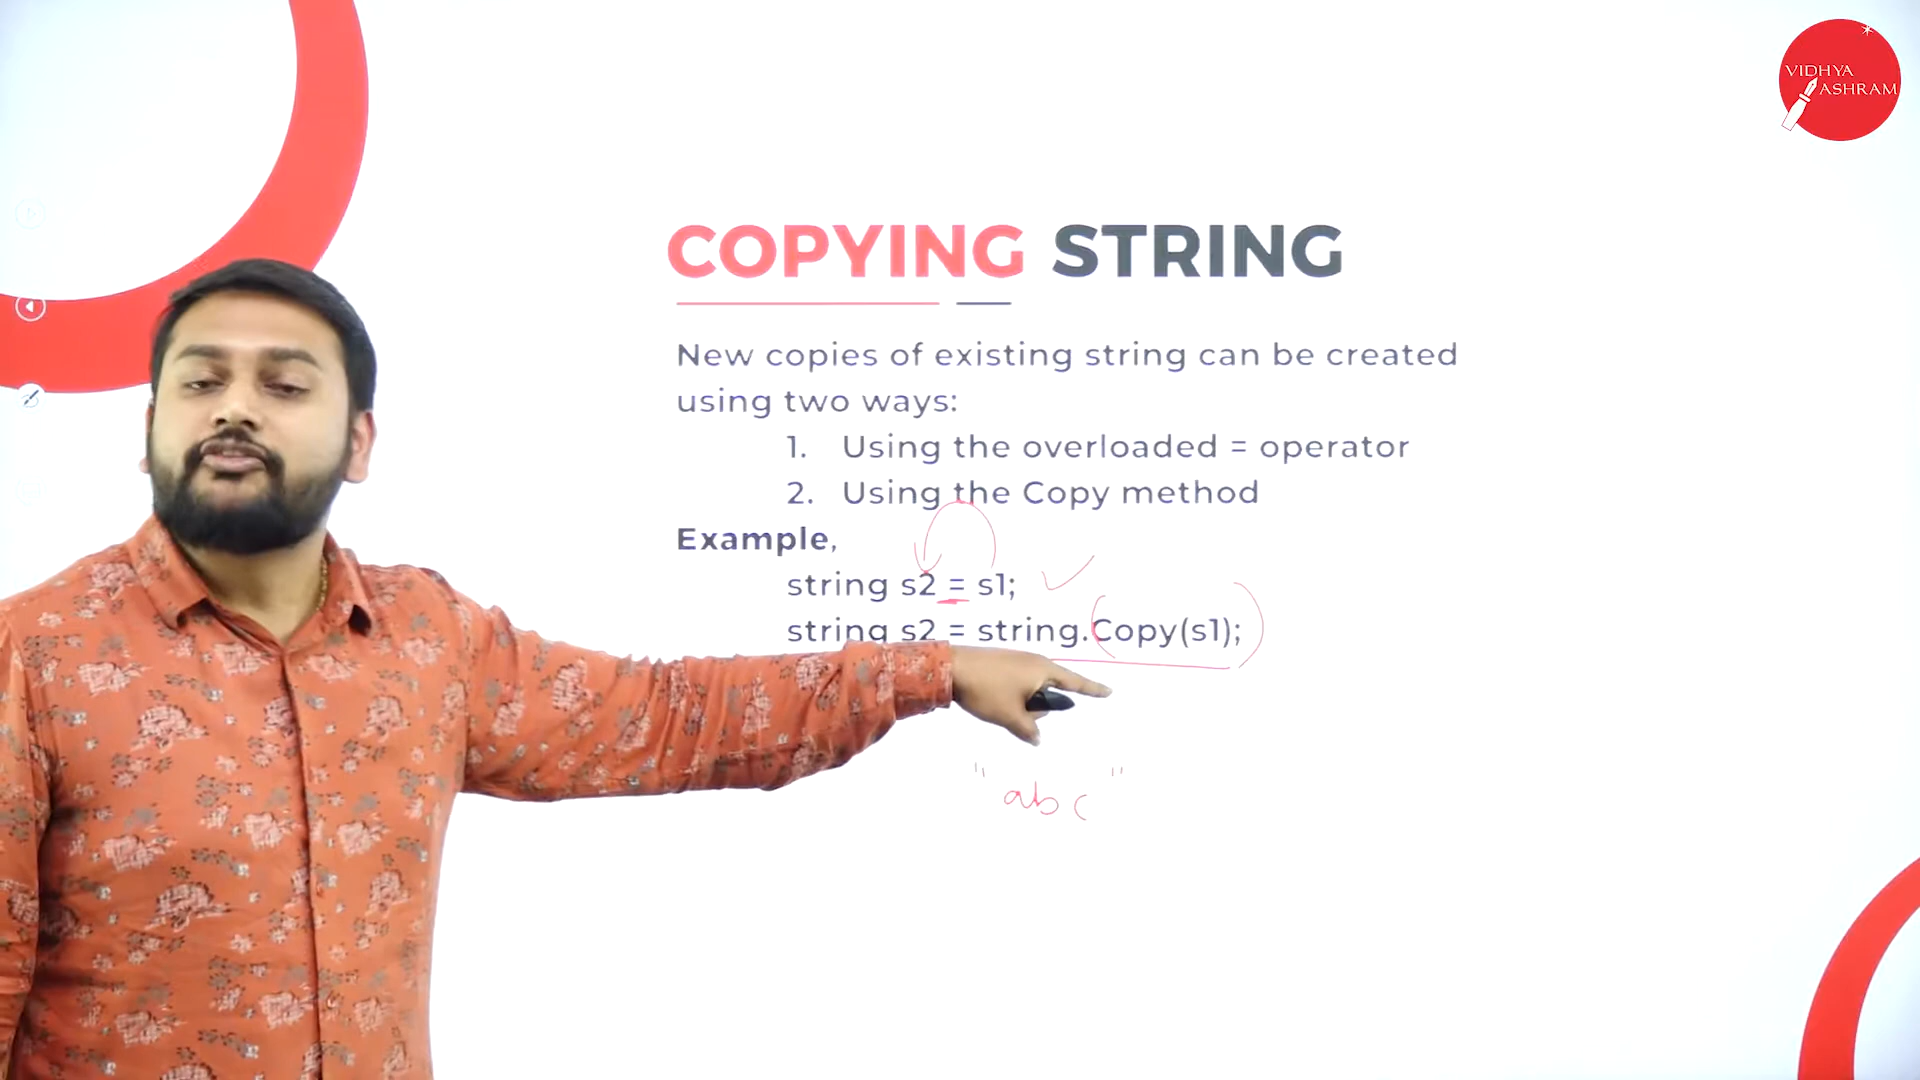 VIDHYA
ASHRAM
COPYING STRING
New copies of existing string can be created
using two ways:
1. Using the overloaded = operator
2. Using the Copy method
Example,
string s2 = s1;
string s2 = string.Copy(s1);
"abc"